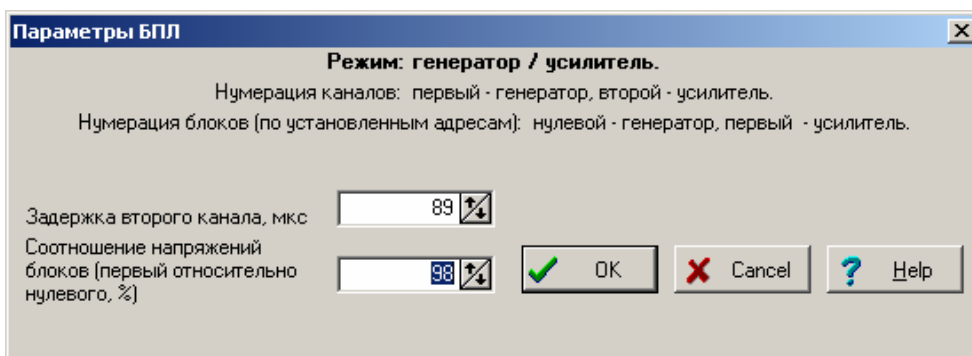 Параметры БПЛ
Режим: генератор / усилитель.
Нумерация каналов: первый - генератор, второй - усилитель.
Нумерация блоков (по установленным адресам): нулевой - генератор, первый - усилитель.
Задержка второго канала, мкс
89
Соотношение напряжений
блоков (первый относительно
нулевого, %)
98
OK
Cancel
Help